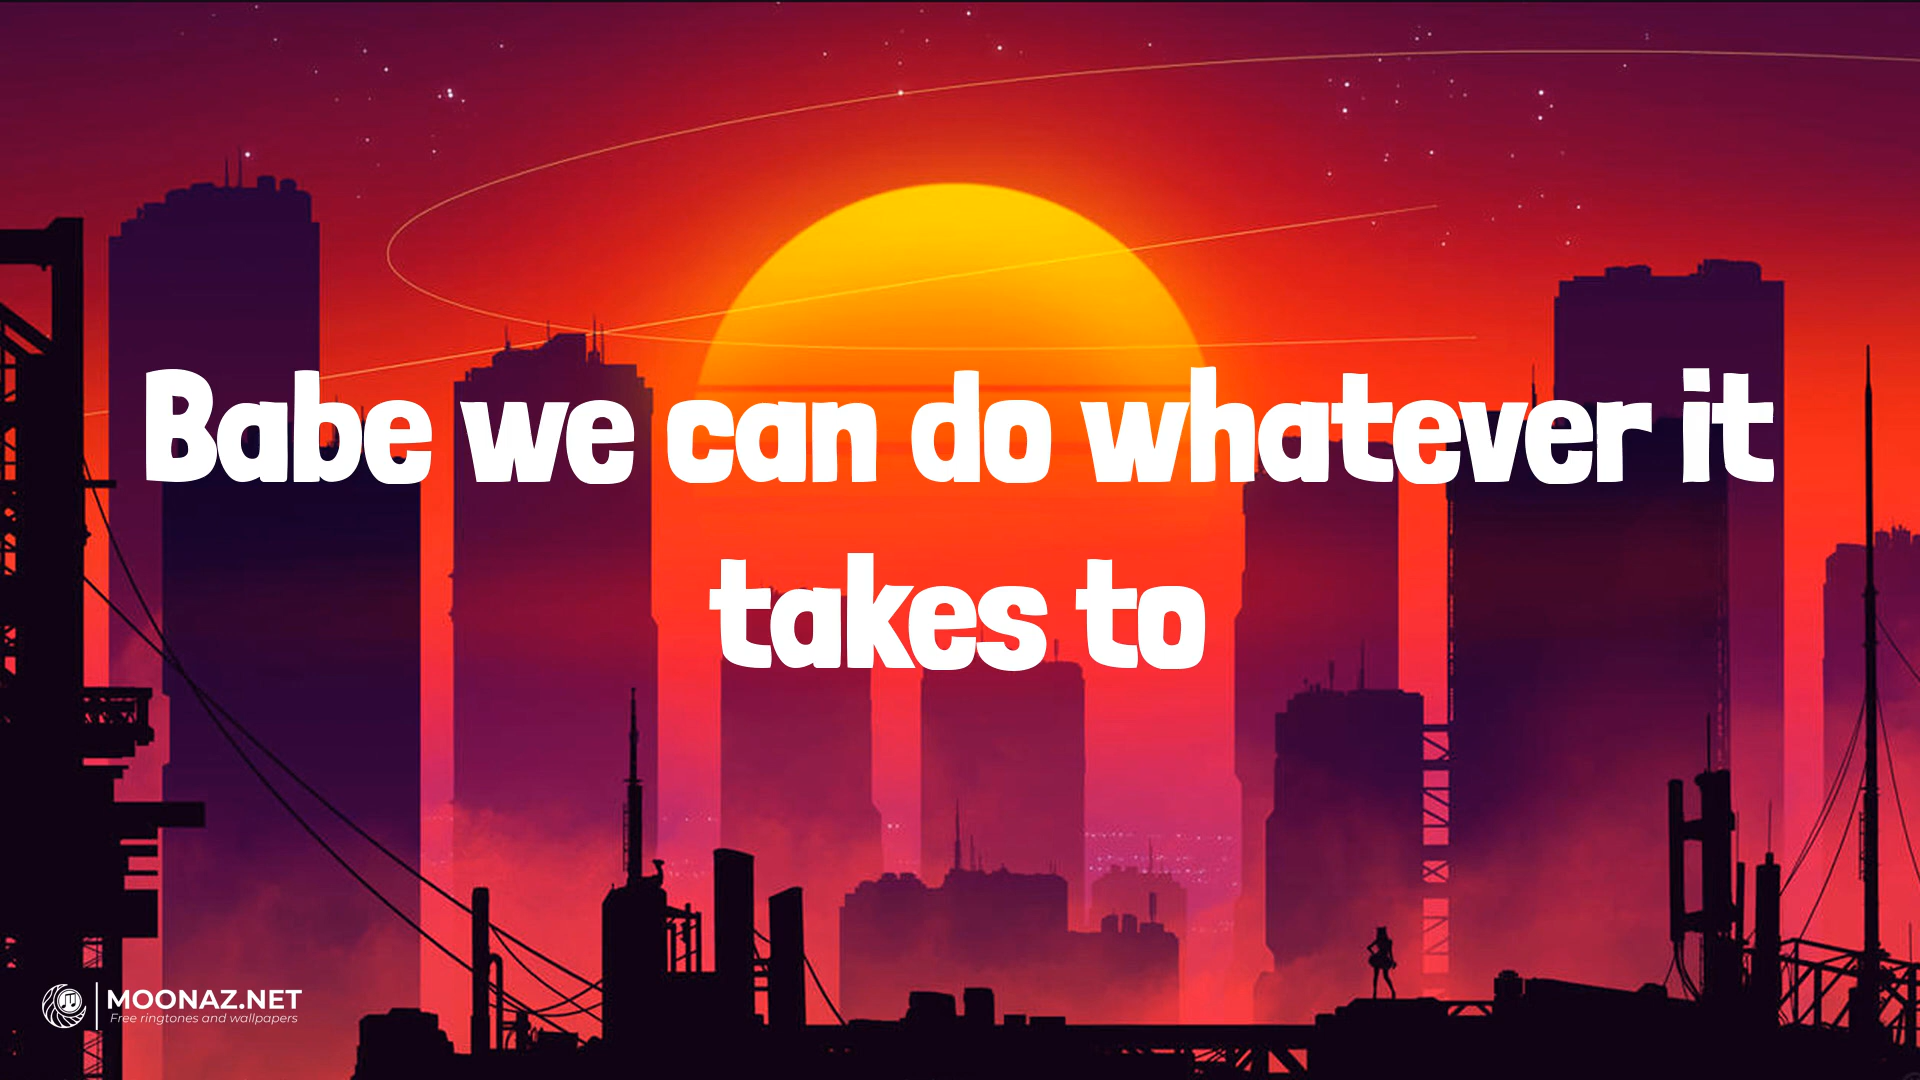 Babe we can do whatever it
takes to
MOONAZ.NET
Free ringtones and wallpapers